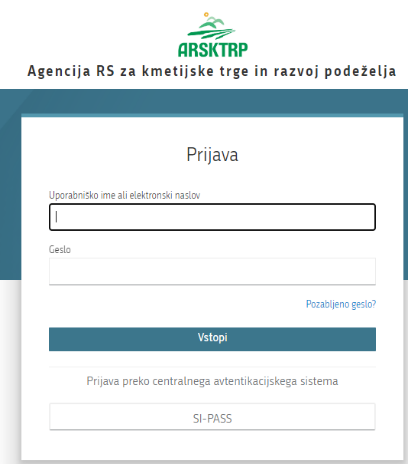 ARSKTRP
Agencija RS za kmetijske trge in razvoj podeželja
Prijava
Uporabniško ime ali elektronski naslov
Geslo
Pozabljeno geslo?
Vstopi
Prijava preko centralnega avtentikacijskega sistema
SI-PASS